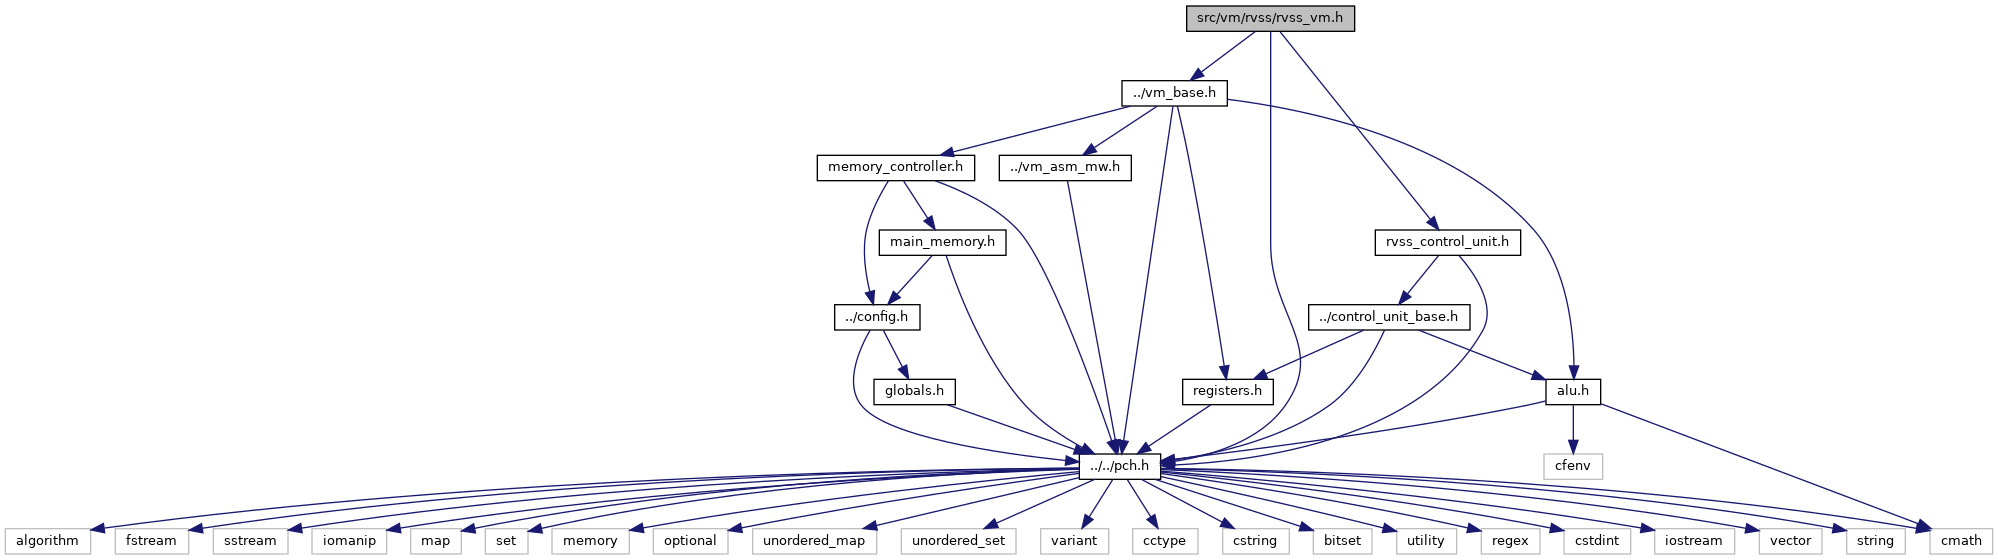 src/vm/rvss/rvss_vm.h
../vm_base.h
memory_controller.h
../vm_asm_mw.h
main_memory.h
rvss_control_unit.h
../config.h
../control_unit_base.h
globals.h
registers.h
alu.h
../../pch.h
cfenv
algorithm
fstream
sstream
iomanip
map
set
memory
optional
unordered_map
unordered_set
variant
cctype
cstring
bitset
utility
regex
cstdint
iostream
vector
string
cmath